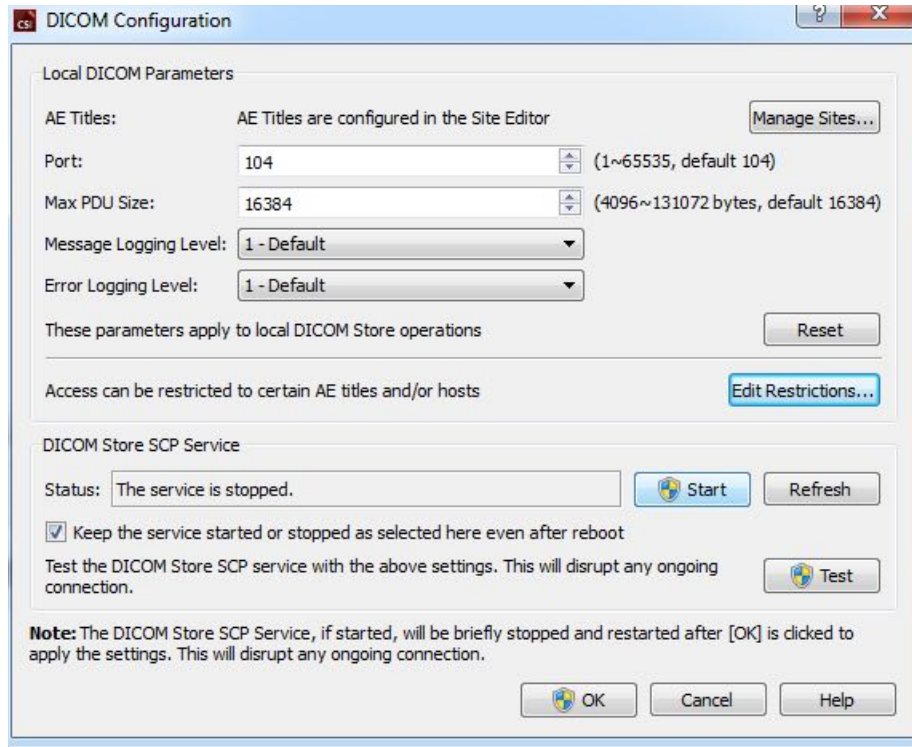 CSI DICOM Configuration
?
X
Local DICOM Parameters
AE Titles: AE Titles are configured in the Site Editor Manage Sites...
Port: 104 (1~65535, default 104)
Max PDU Size: 16384 (4096~131072 bytes, default 16384)
Message Logging Level: 1 - Default
Error Logging Level: 1 - Default
These parameters apply to local DICOM Store operations Reset
Access can be restricted to certain AE titles and/or hosts Edit Restrictions...
DICOM Store SCP Service
Status: The service is stopped. Start Refresh
Keep the service started or stopped as selected here even after reboot
Test the DICOM Store SCP service with the above settings. This will disrupt any ongoing
connection. Test
Note: The DICOM Store SCP Service, if started, will be briefly stopped and restarted after [OK] is clicked to
apply the settings. This will disrupt any ongoing connection.
OK Cancel Help